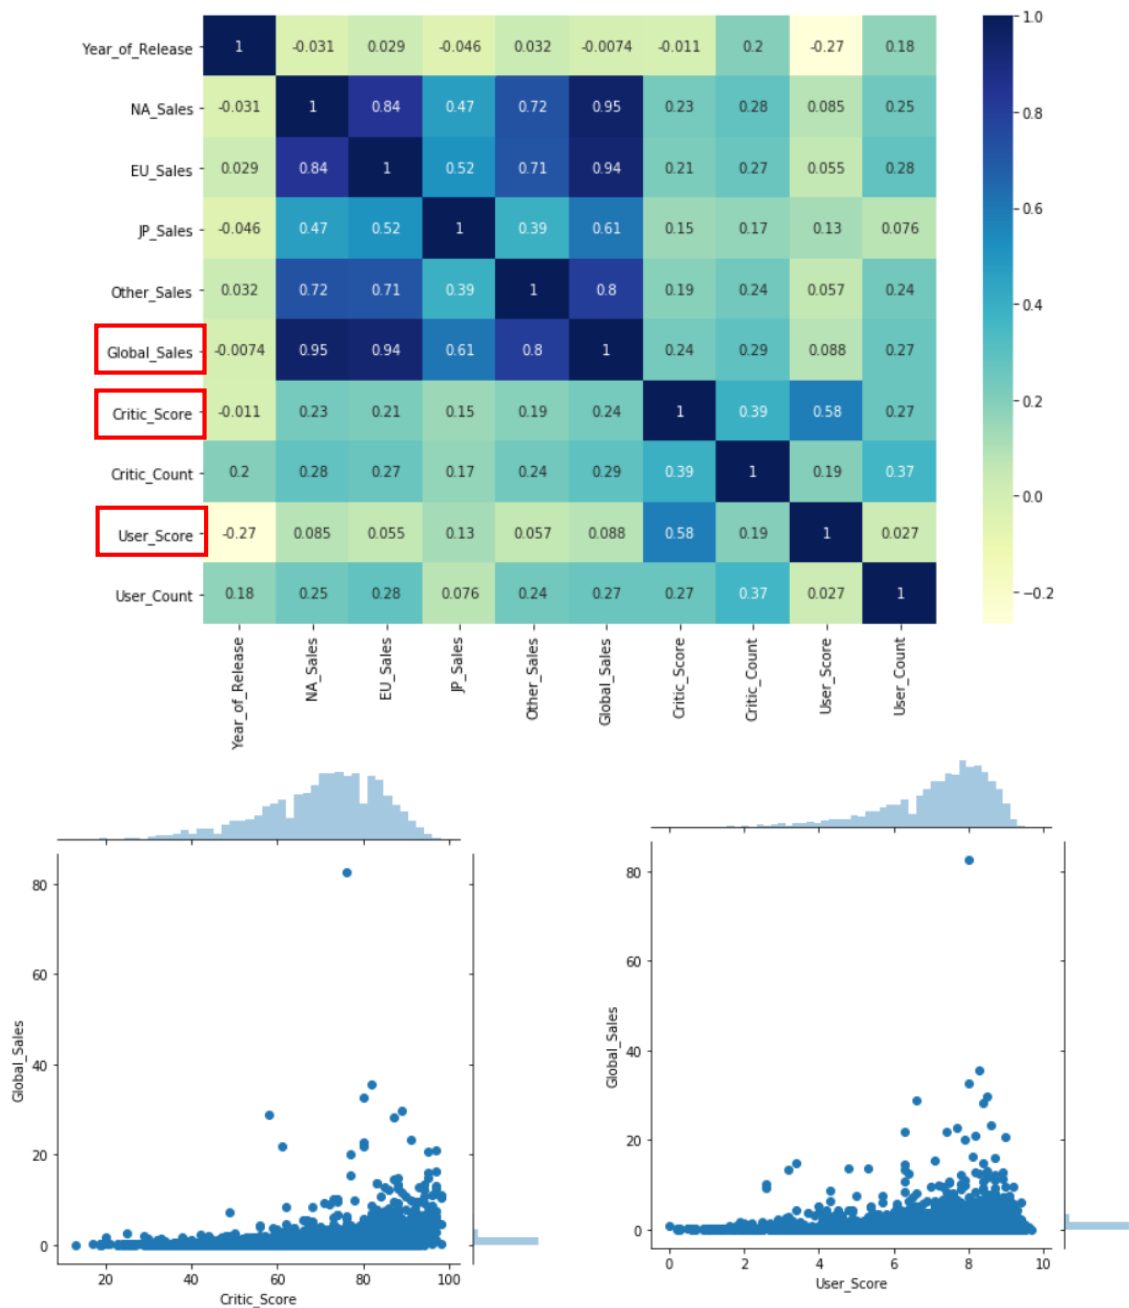 1.0
Year_of_Release 1 -0.031 0.029 -0.046 0.032 -0.0074 -0.011 0.2 -0.27 0.18
NA_Sales -0.031 1 0.84 0.47 0.72 0.95 0.23 0.28 0.085 0.25
0.8
EU_Sales 0.029 0.84 1 0.52 0.71 0.94 0.21 0.27 0.055 0.28
0.6
JP_Sales -0.046 0.47 0.52 1 0.39 0.61 0.15 0.17 0.13 0.076
Other_Sales 0.032 0.72 0.71 0.39 1 0.8 0.19 0.24 0.057 0.24
0.4
Global_Sales -0.0074 0.95 0.94 0.61 0.8 1 0.24 0.29 0.088 0.27
0.2
Critic_Score -0.011 0.23 0.21 0.15 0.19 0.24 1 0.39 0.58 0.27
Critic_Count 0.2 0.28 0.27 0.17 0.24 0.29 0.39 1 0.19 0.37
0.0
User_Score -0.27 0.085 0.055 0.13 0.057 0.088 0.58 0.19 1 0.027
User_Count 0.18 0.25 0.28 0.076 0.24 0.27 0.27 0.37 0.027 1
−0.2
Year_of_Release
NA_Sales
EU_Sales
JP_Sales
Other_Sales
Global_Sales
Critic_Score
Critic_Count
User_Score
User_Count
80
60
40
20
0
Global_Sales
20 40 60 80 100
Critic_Score
80
60
40
20
0
Global_Sales
0 2 4 6 8 10
User_Score